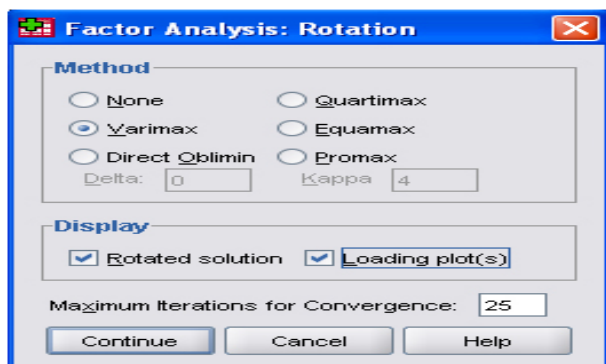 Factor Analysis: Rotation
Method
None Quartimax
Varimax Equamax
Direct Oblimin Promax
Delta: 0 Kappa 4
Display
Rotated solution Loading plot(s)
Maximum Iterations for Convergence: 25
Continue Cancel Help